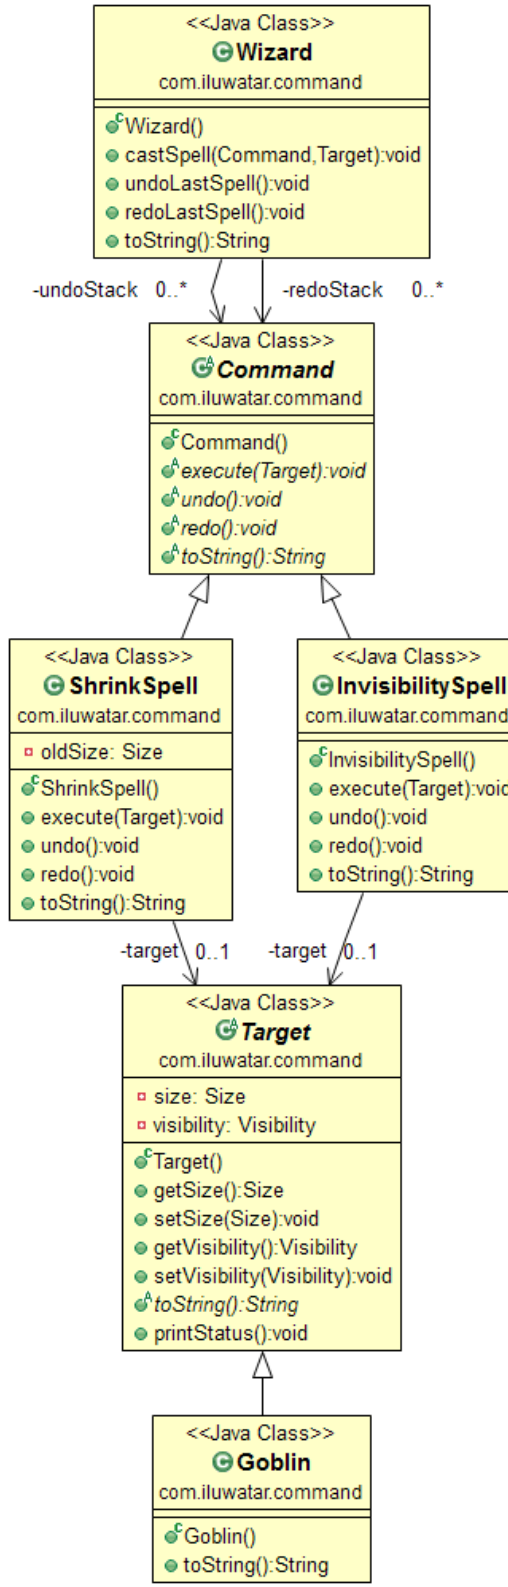 <<Java Class>>
Wizard
com.iluwatar.command
Wizard()
castSpell(Command,Target):void
undoLastSpell():void
redoLastSpell():void
toString():String
-undoStack 0..*
-redoStack 0..*
<<Java Class>>
Command
com.iluwatar.command
Command()
execute(Target):void
undo():void
redo():void
toString():String
<<Java Class>>
ShrinkSpell
com.iluwatar.command
oldSize: Size
ShrinkSpell()
execute(Target):void
undo():void
redo():void
toString():String
<<Java Class>>
InvisibilitySpell
com.iluwatar.command
InvisibilitySpell()
execute(Target):void
undo():void
redo():void
toString():String
-target 0..1
-target 0..1
<<Java Class>>
Target
com.iluwatar.command
size: Size
visibility: Visibility
Target()
getSize():Size
setSize(Size):void
getVisibility():Visibility
setVisibility(Visibility):void
toString():String
printStatus():void
<<Java Class>>
Goblin
com.iluwatar.command
Goblin()
toString():String